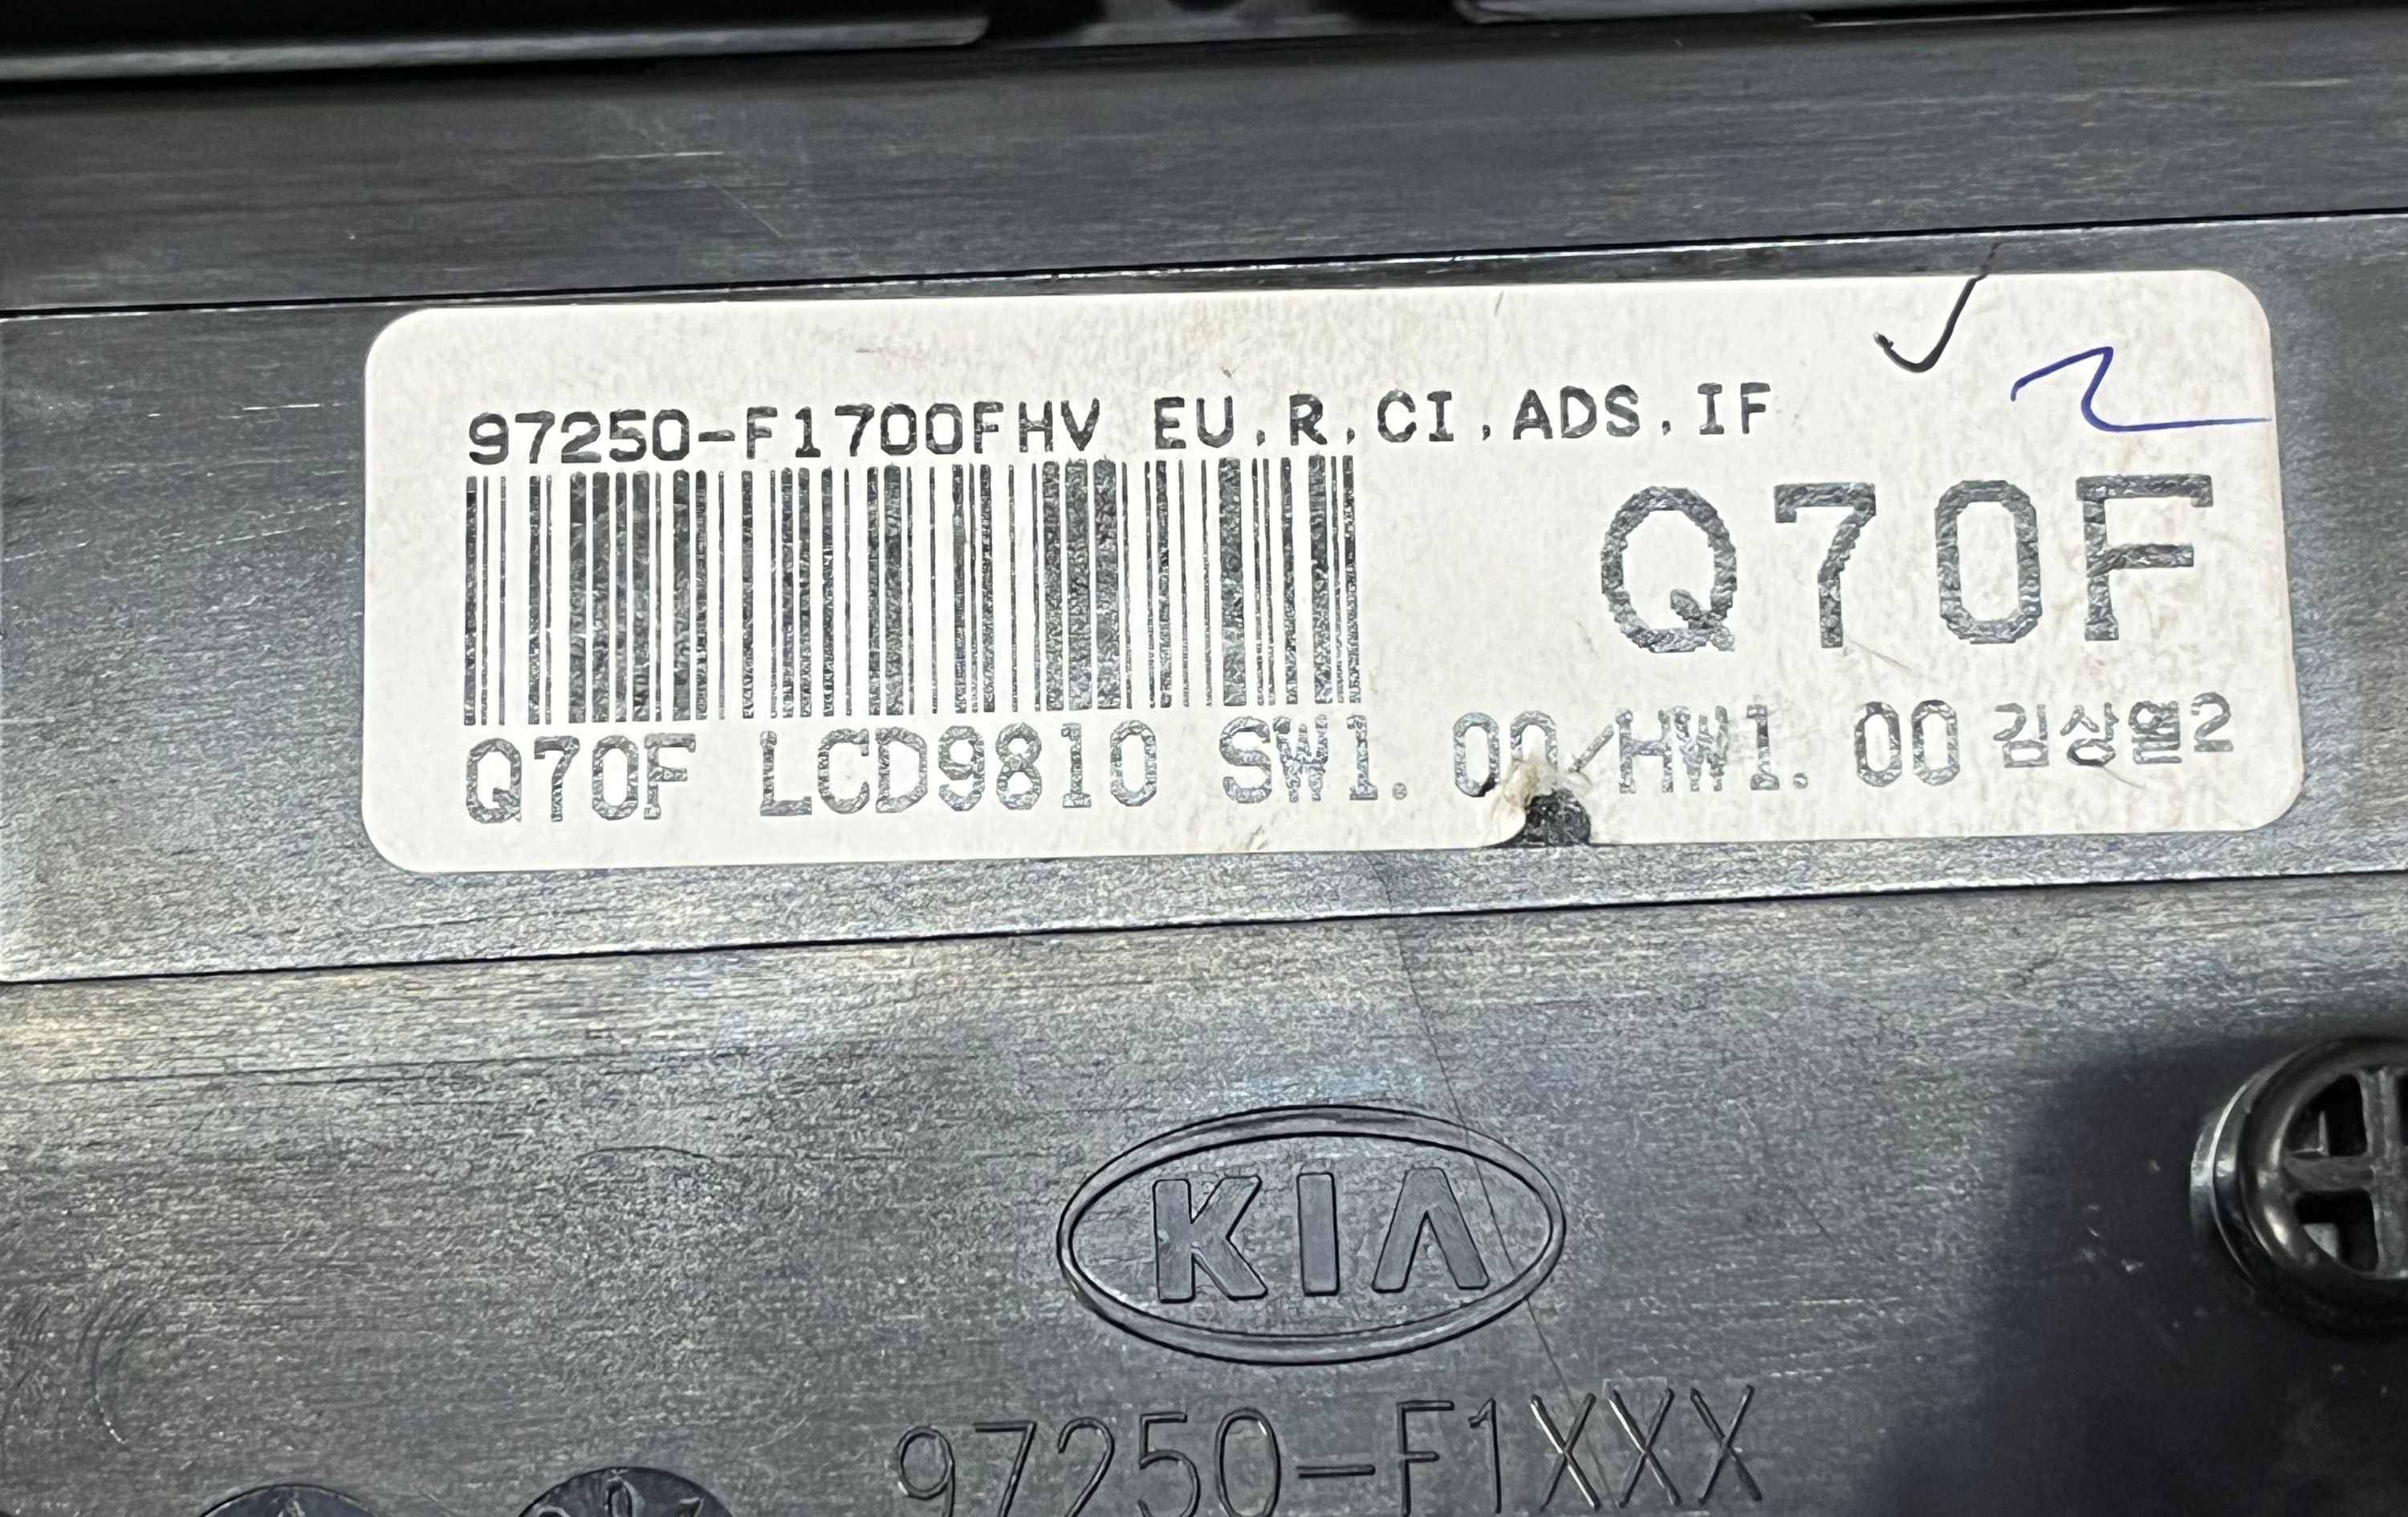 97250-F1700FHV EU,R,CI,ADS,IF
Q70F
Q70F LCD9810 SW1.00/HW1.00 김상열2
KIA
97250-F1XXX